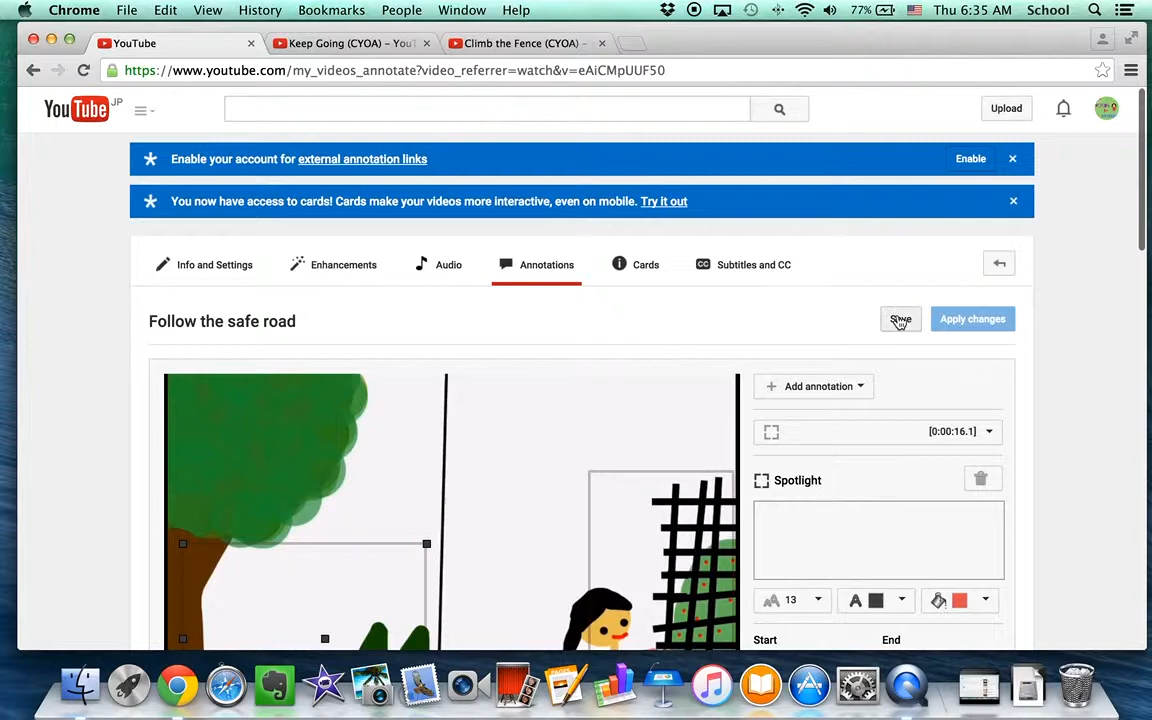 Chrome File Edit View History Bookmarks People Window Help 77% Thu 6:35 AM School
YouTube Keep Going (CYOA) – YouT Climb the Fence (CYOA) –
https://www.youtube.com/my_videos_annotate?video_referrer=watch&v=eAiCMpUUF50
YouTube JP Upload
Enable your account for external annotation links Enable
You now have access to cards! Cards make your videos more interactive, even on mobile. Try it out
Info and Settings Enhancements Audio Annotations Cards CC Subtitles and CC
Follow the safe road Save Apply changes
Add annotation
[0:00:16.1]
Spotlight
13 A
Start End